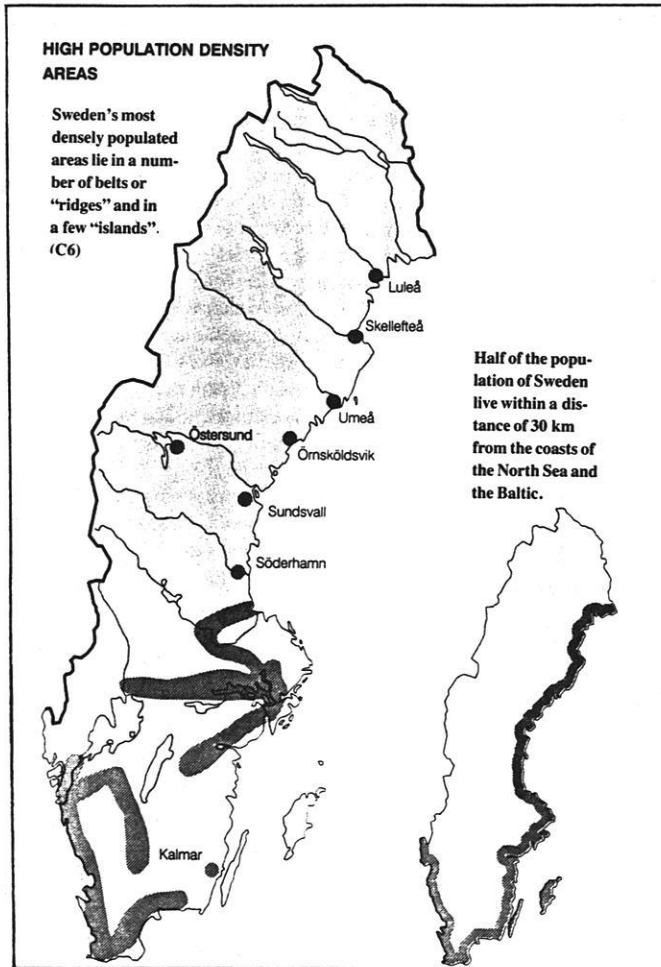 HIGH POPULATION DENSITY
AREAS
Sweden's most
densely populated
areas lie in a num-
ber of belts or
"ridges" and in
a few "islands".
(C6)
Luleå
Skellefteå
Umeå
Östersund
Örnsköldsvik
Sundsvall
Söderhamn
Kalmar
Half of the popu-
lation of Sweden
live within a dis-
tance of 30 km
from the coasts of
the North Sea and
the Baltic.